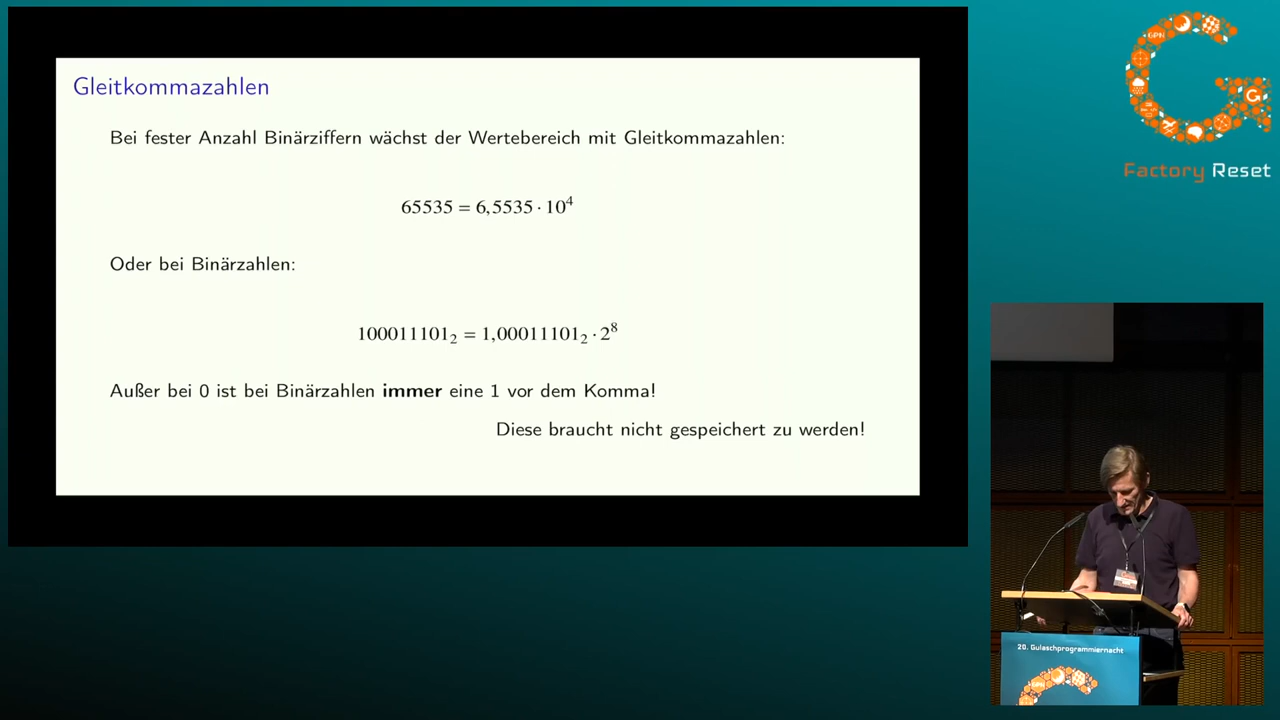 Gleitkommazahlen
Bei fester Anzahl Binärziffern wächst der Wertebereich mit Gleitkommazahlen:
65535 = 6,5535 · 10⁴
Oder bei Binärzahlen:
100011101₂ = 1,00011101₂ · 2⁸
Außer bei 0 ist bei Binärzahlen immer eine 1 vor dem Komma!
Diese braucht nicht gespeichert zu werden!
GPN
Factory Reset
20. Gulaschprogrammiernacht